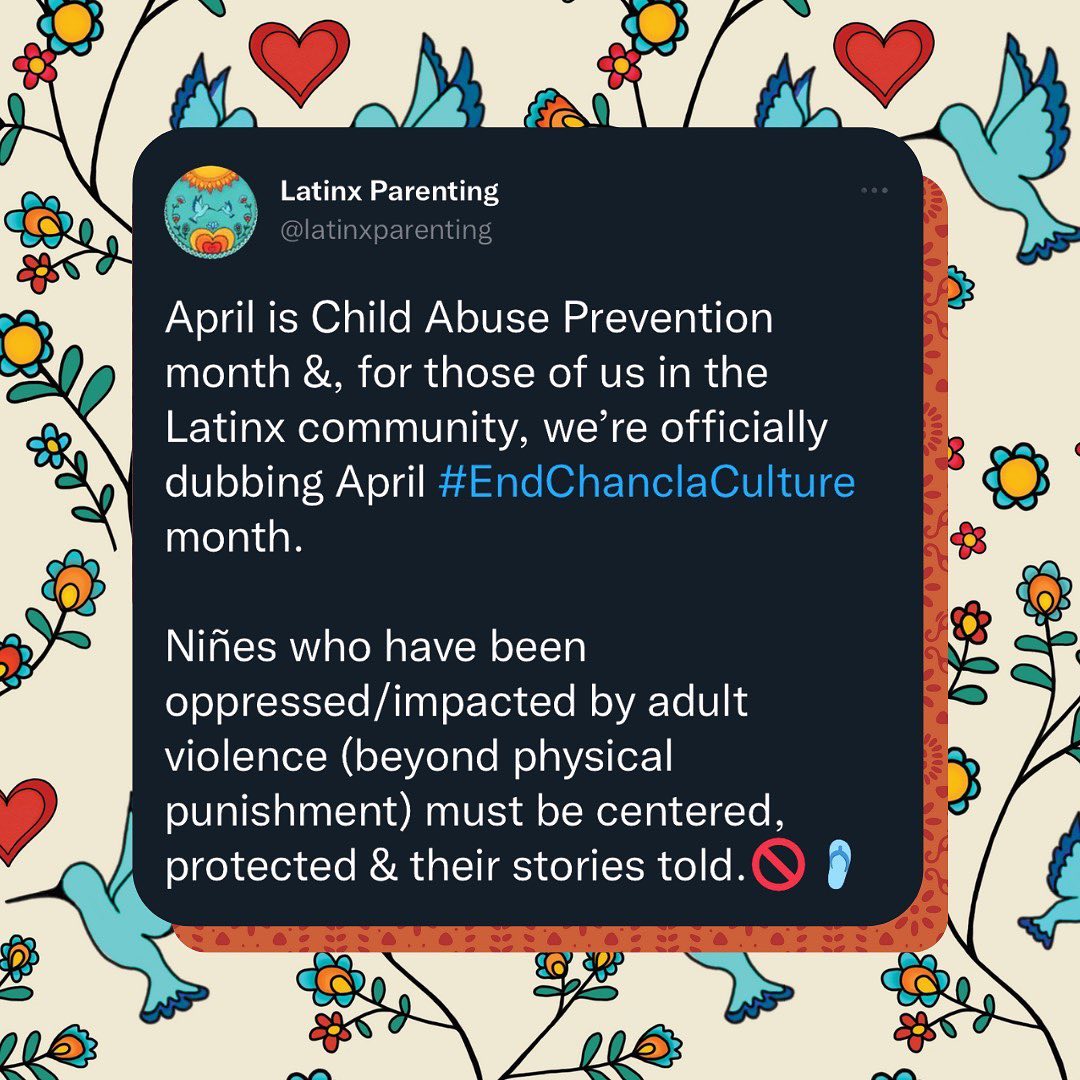 Latinx Parenting
@latinxparenting
April is Child Abuse Prevention
month &, for those of us in the
Latinx community, we’re officially
dubbing April #EndChanclaCulture
month.
Niñes who have been
oppressed/impacted by adult
violence (beyond physical
punishment) must be centered,
protected & their stories told.🚫 🩴